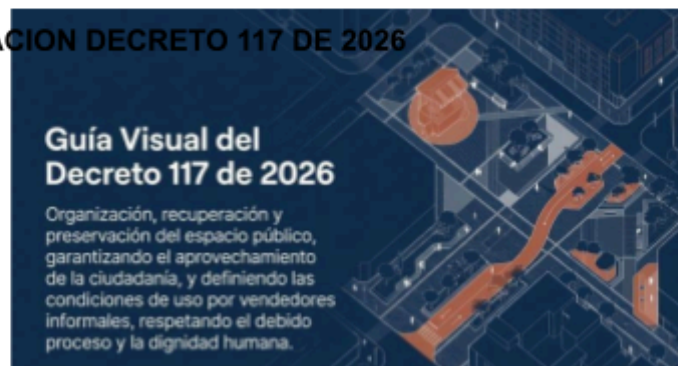 DECRETO 117 DE 2026
Guía Visual del
Decreto 117 de 2026
Organización, recuperación y
preservación del espacio público,
garantizando el aprovechamiento
de la ciudadanía, y definiendo las
condiciones de uso por vendedores
informales, respetando el debido
proceso y la dignidad humana.